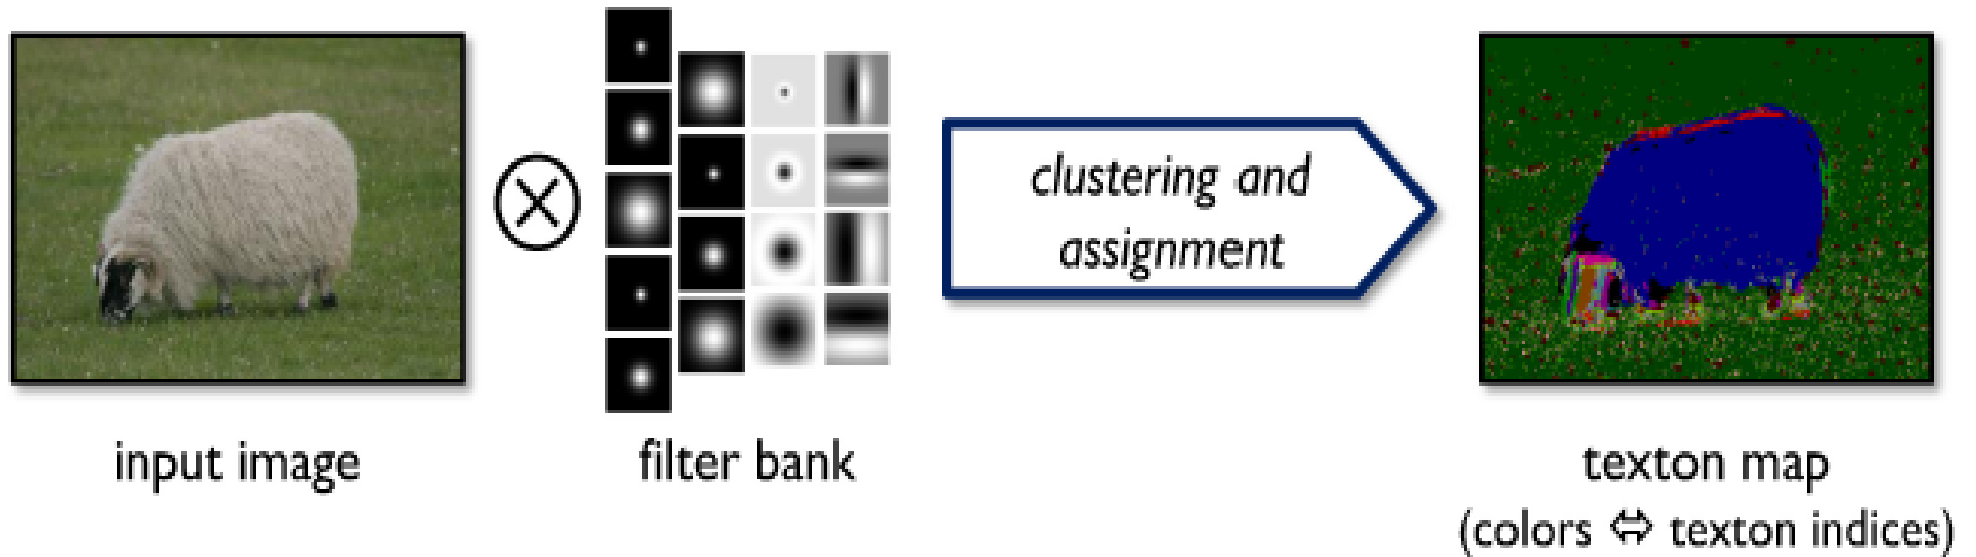 clustering and
assignment
input image
filter bank
texton map
(colors ⇔ texton indices)